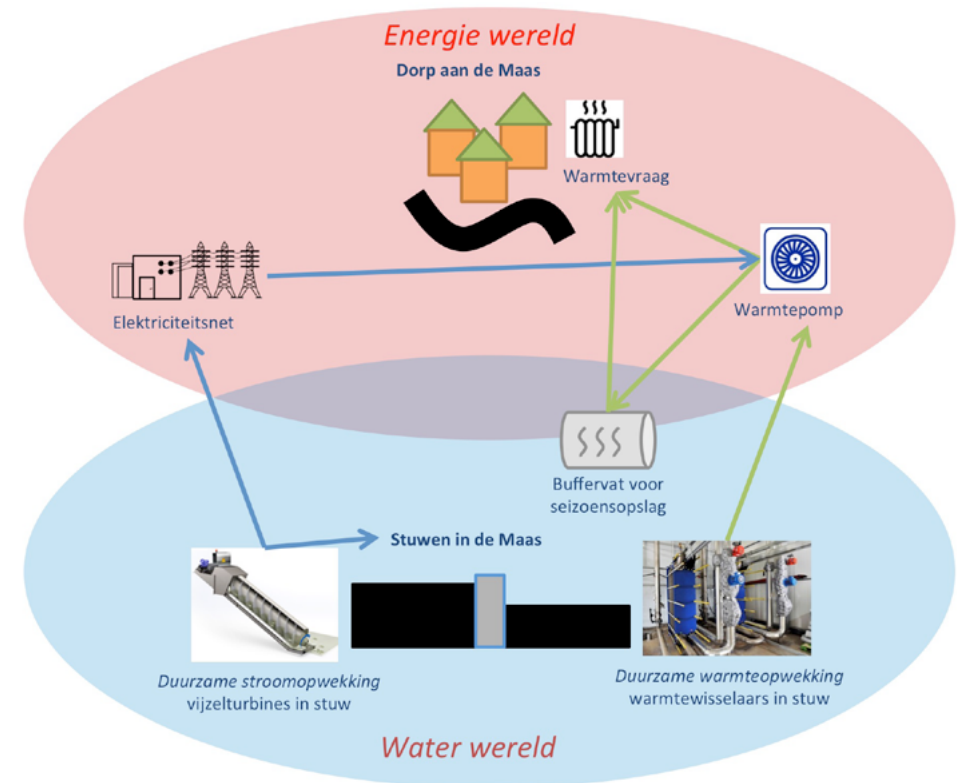 Energie wereld
Dorp aan de Maas
Warmtevraag
Elektriciteitsnet
Warmtepomp
Buffervat voor
seizoensopslag
Stuwen in de Maas
Duurzame stroomopwekking
vijzelturbines in stuw
Duurzame warmteopwekking
warmtewisselaars in stuw
Water wereld